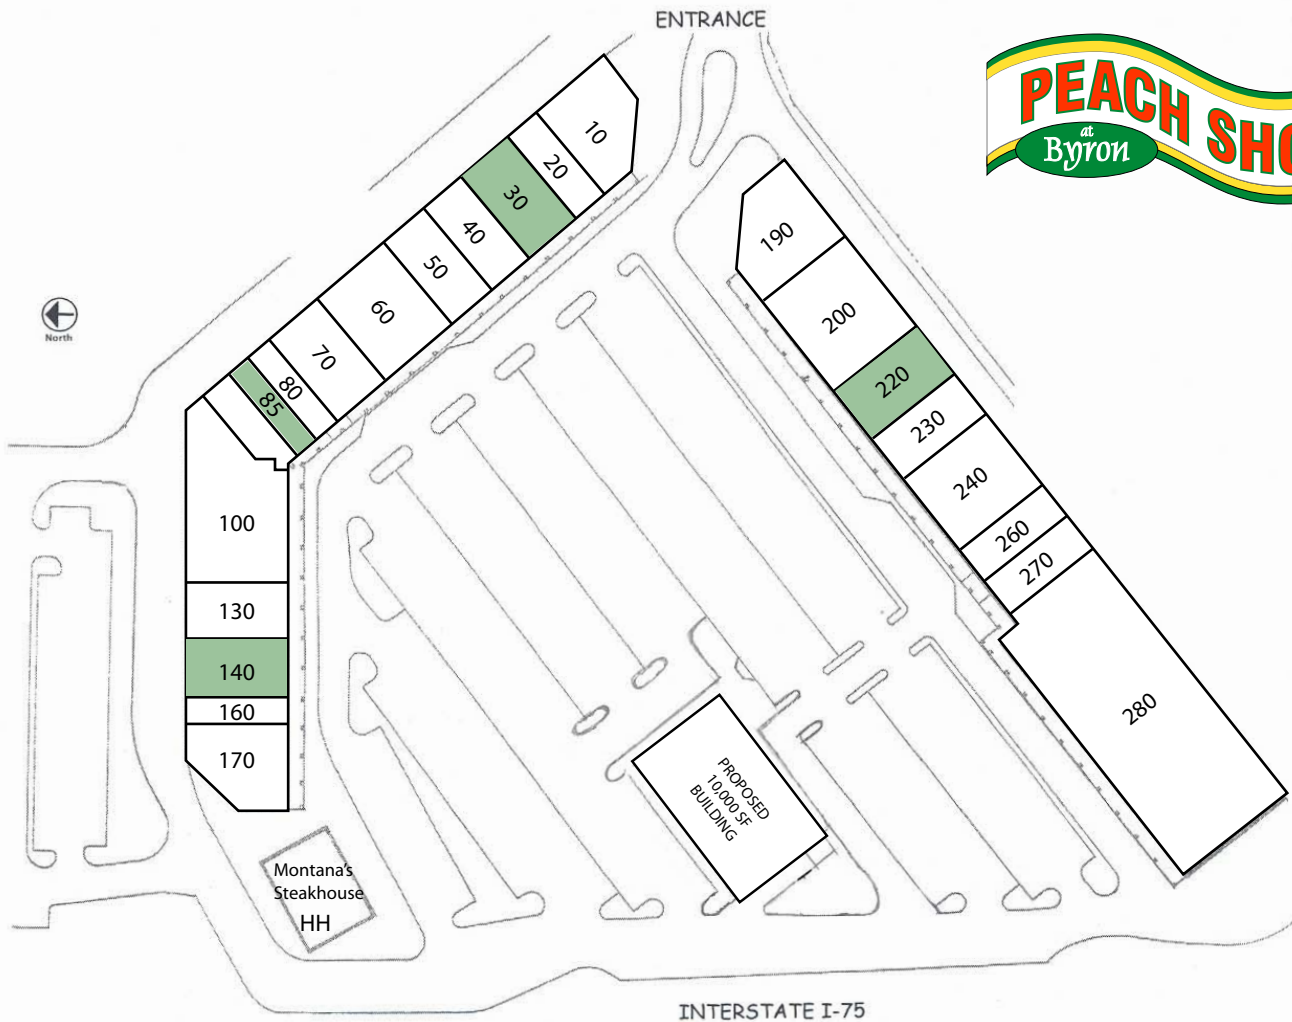 ENTRANCE
PEACH SHO
at
Byron
10
20
30
40
50
60
70
80
85
North
100
130
140
160
170
190
200
220
230
240
260
270
280
PROPOSED
10,000 SF
BUILDING
Montana's
Steakhouse
HH
INTERSTATE I-75